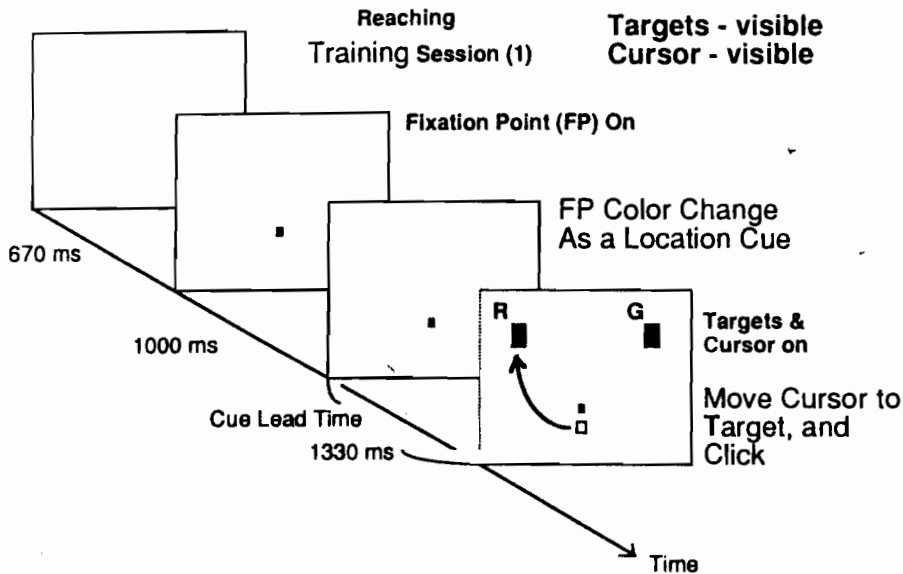 Reaching
Training Session (1)
Targets - visible
Cursor - visible
Fixation Point (FP) On
FP Color Change
As a Location Cue
670 ms
R
G
Targets &
Cursor on
1000 ms
Move Cursor to
Target, and
Click
Cue Lead Time
1330 ms
Time